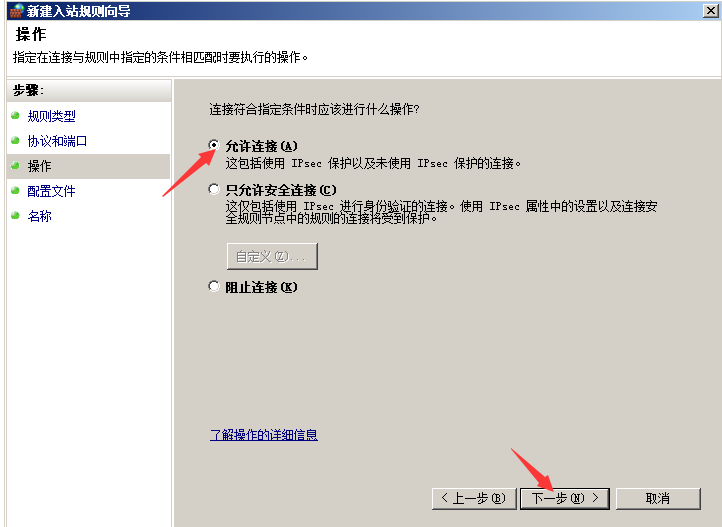 新建入站规则向导
操作
指定在连接与规则中指定的条件相匹配时要执行的操作。
步骤:
规则类型
协议和端口
操作
配置文件
名称
连接符合指定条件时应该进行什么操作?
允许连接(A)
这包括使用 IPsec 保护以及未使用 IPsec 保护的连接。
只允许安全连接(C)
这仅包括使用 IPsec 进行身份验证的连接。使用 IPsec 属性中的设置以及连接安
全规则节点中的规则的连接将受到保护。
自定义(Z)...
阻止连接(K)
了解操作的详细信息
< 上一步(B)
下一步(N) >
取消